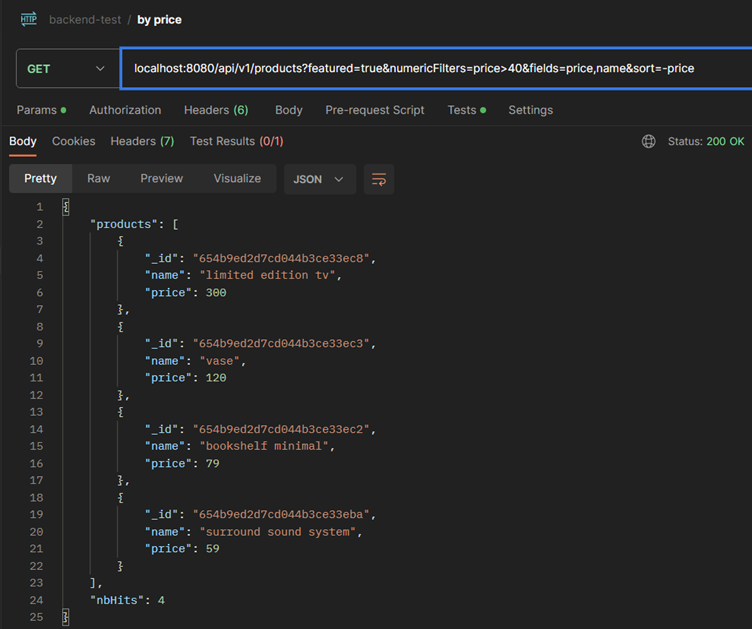 HTTP backend-test / by price
GET localhost:8080/api/v1/products?featured=true&numericFilters=price>40&fields=price,name&sort=-price
Params Authorization Headers (6) Body Pre-request Script Tests Settings
Body Cookies Headers (7) Test Results (0/1) Status: 200 OK
Pretty Raw Preview Visualize JSON
1 {
2 "products": [
3 {
4 "_id": "654b9ed2d7cd044b3ce33ec8",
5 "name": "limited edition tv",
6 "price": 300
7 },
8 {
9 "_id": "654b9ed2d7cd044b3ce33ec3",
10 "name": "vase",
11 "price": 120
12 },
13 {
14 "_id": "654b9ed2d7cd044b3ce33ec2",
15 "name": "bookshelf minimal",
16 "price": 79
17 },
18 {
19 "_id": "654b9ed2d7cd044b3ce33eba",
20 "name": "surround sound system",
21 "price": 59
22 }
23 ],
24 "nbHits": 4
25 }